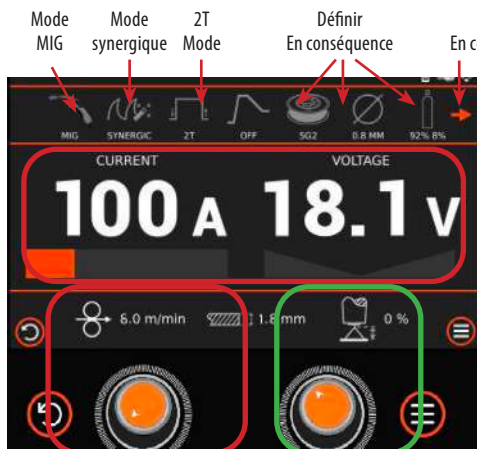 Mode MIG
Mode synergique
2T Mode
Définir En conséquence
En c
MIG
SYNERGIC
2T
OFF
SG2
0.8 MM
92% 8%
CURRENT
VOLTAGE
100 A
18.1 V
6.0 m/min
1.8 mm
0 %